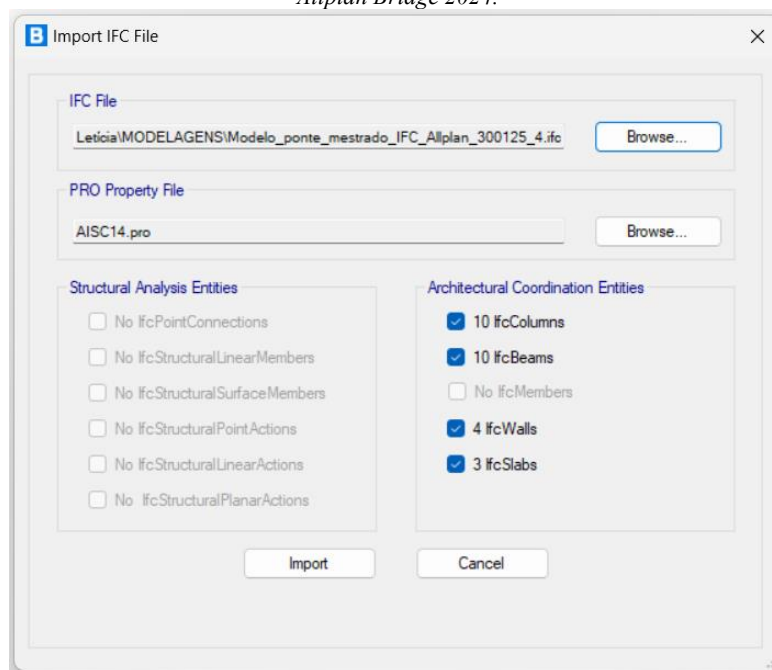 Allplan Bridge 2024.
B Import IFC File
IFC File
Leticia\MODELAGENS\Modelo_ponte_mestrado_IFC_Allplan_300125_4.ifc
Browse...
PRO Property File
AISC14.pro
Browse...
Structural Analysis Entities
No IfcPointConnections
No IfcStructuralLinearMembers
No IfcStructuralSurfaceMembers
No IfcStructuralPointActions
No IfcStructuralLinearActions
No IfcStructuralPlanarActions
Architectural Coordination Entities
10 IfcColumns
10 IfcBeams
No IfcMembers
4 IfcWalls
3 IfcSlabs
Import
Cancel